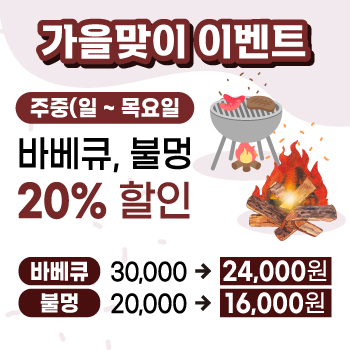 가을맞이 이벤트
주중(일 ~ 목요일
바베큐, 불멍
20% 할인
바베큐 30,000 → 24,000원
불멍 20,000 → 16,000원